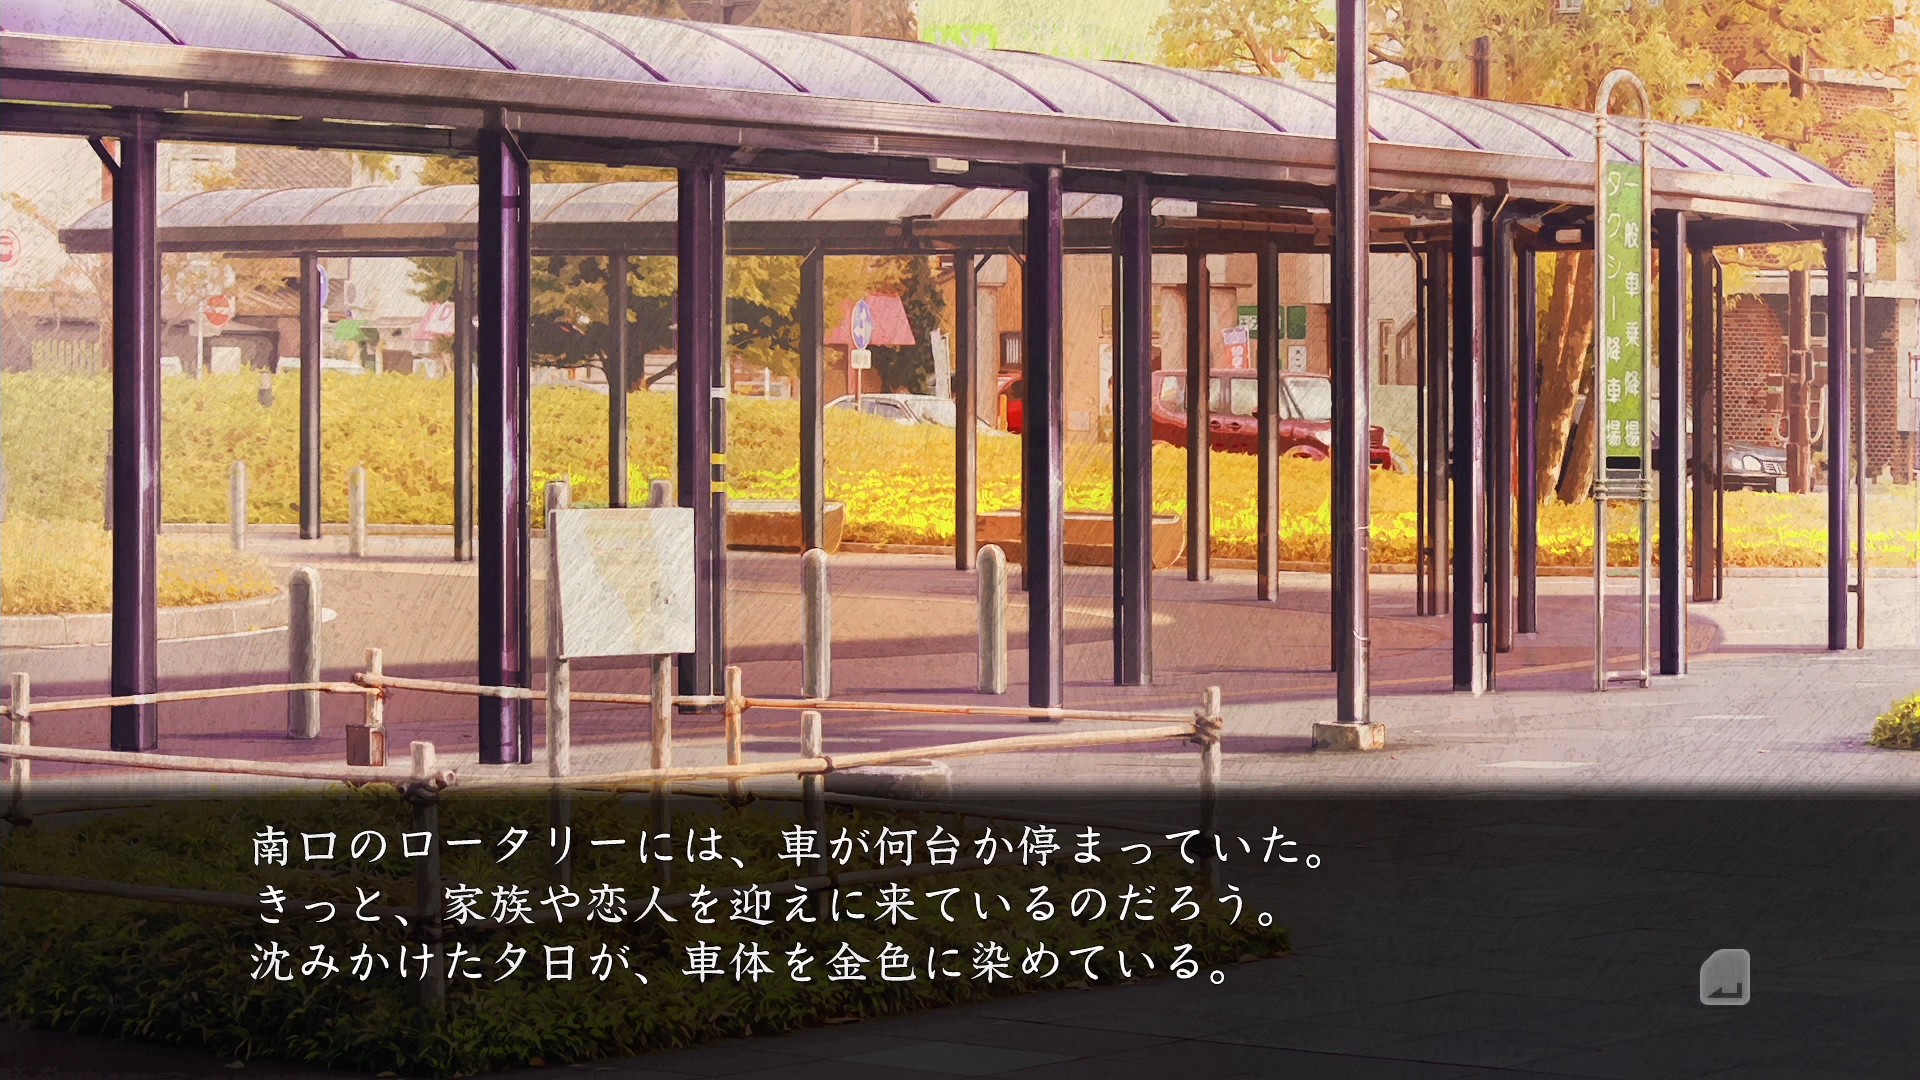 一般車乗降場
タクシー降車場
南口のロータリーには、車が何台か停まっていた。
きっと、家族や恋人を迎えに来ているのだろう。
沈みかけた夕日が、車体を金色に染めている。